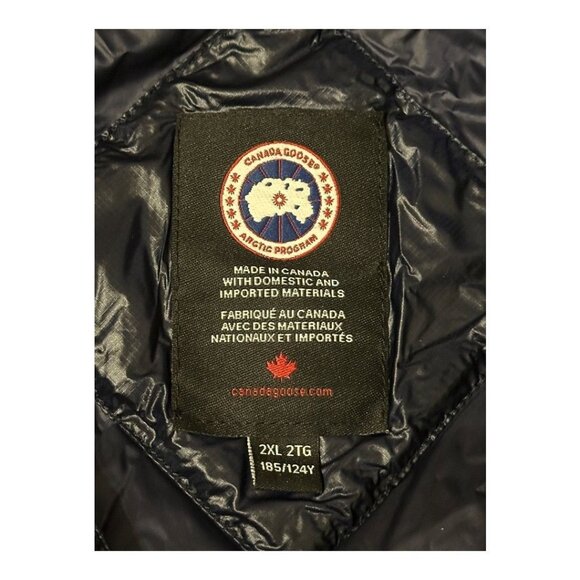 CANADA GOOSE®
ARCTIC PROGRAM
MADE IN CANADA
WITH DOMESTIC AND
IMPORTED MATERIALS
FABRIQUÉ AU CANADA
AVEC DES MATERIAUX
NATIONAUX ET IMPORTÉS
canadagoose.com
2XL 2TG
185/124Y